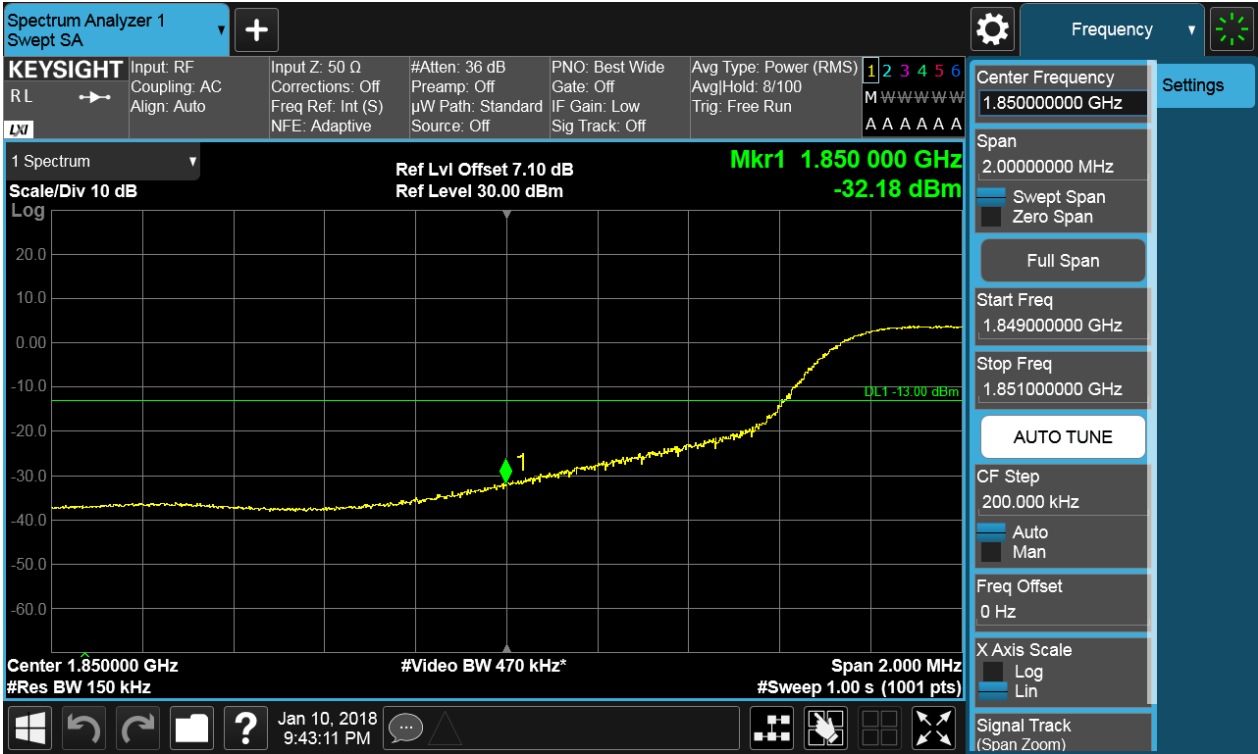 Spectrum Analyzer 1
Swept SA
+
Frequency
KEYSIGHT
R L
LXI
Input: RF
Coupling: AC
Align: Auto
Input Z: 50 Ω
Corrections: Off
Freq Ref: Int (S)
NFE: Adaptive
#Atten: 36 dB
Preamp: Off
µW Path: Standard
Source: Off
PNO: Best Wide
Gate: Off
IF Gain: Low
Sig Track: Off
Avg Type: Power (RMS)
Avg|Hold: 8/100
Trig: Free Run
1 2 3 4 5 6
M W W W W W
A A A A A A
1 Spectrum
Scale/Div 10 dB
Log
Ref Lvl Offset 7.10 dB
Ref Level 30.00 dBm
Mkr1 1.850 000 GHz
-32.18 dBm
20.0
10.0
0.00
-10.0
-20.0
-30.0
-40.0
-50.0
-60.0
DL1 -13.00 dBm
1
Center 1.850000 GHz
#Res BW 150 kHz
#Video BW 470 kHz*
Span 2.000 MHz
#Sweep 1.00 s (1001 pts)
Center Frequency
1.850000000 GHz
Span
2.00000000 MHz
Swept Span
Zero Span
Full Span
Start Freq
1.849000000 GHz
Stop Freq
1.851000000 GHz
AUTO TUNE
CF Step
200.000 kHz
Auto
Man
Freq Offset
0 Hz
X Axis Scale
Log
Lin
Signal Track
(Span Zoom)
Settings
?
Jan 10, 2018
9:43:11 PM